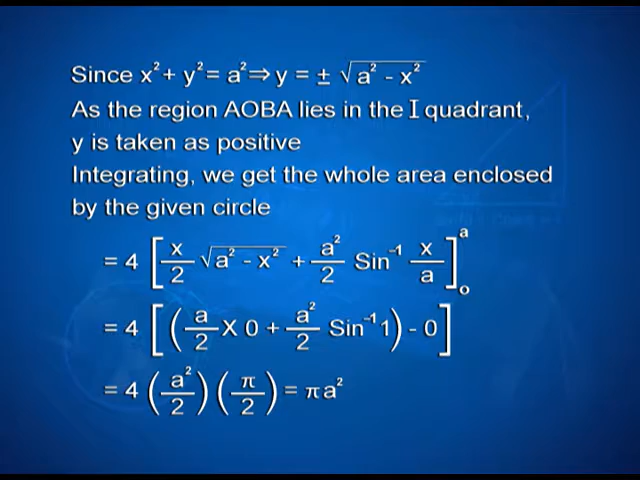 Since x² + y² = a² ⇒ y = ± √a² - x²
As the region AOBA lies in the I quadrant,
y is taken as positive
Integrating, we get the whole area enclosed
by the given circle
= 4 [ x/2 √a² - x² + a²/2 Sin⁻¹ x/a ]ₒᵃ
= 4 [ ( a/2 X 0 + a²/2 Sin⁻¹1 ) - 0 ]
= 4 ( a²/2 ) ( π/2 ) = πa²